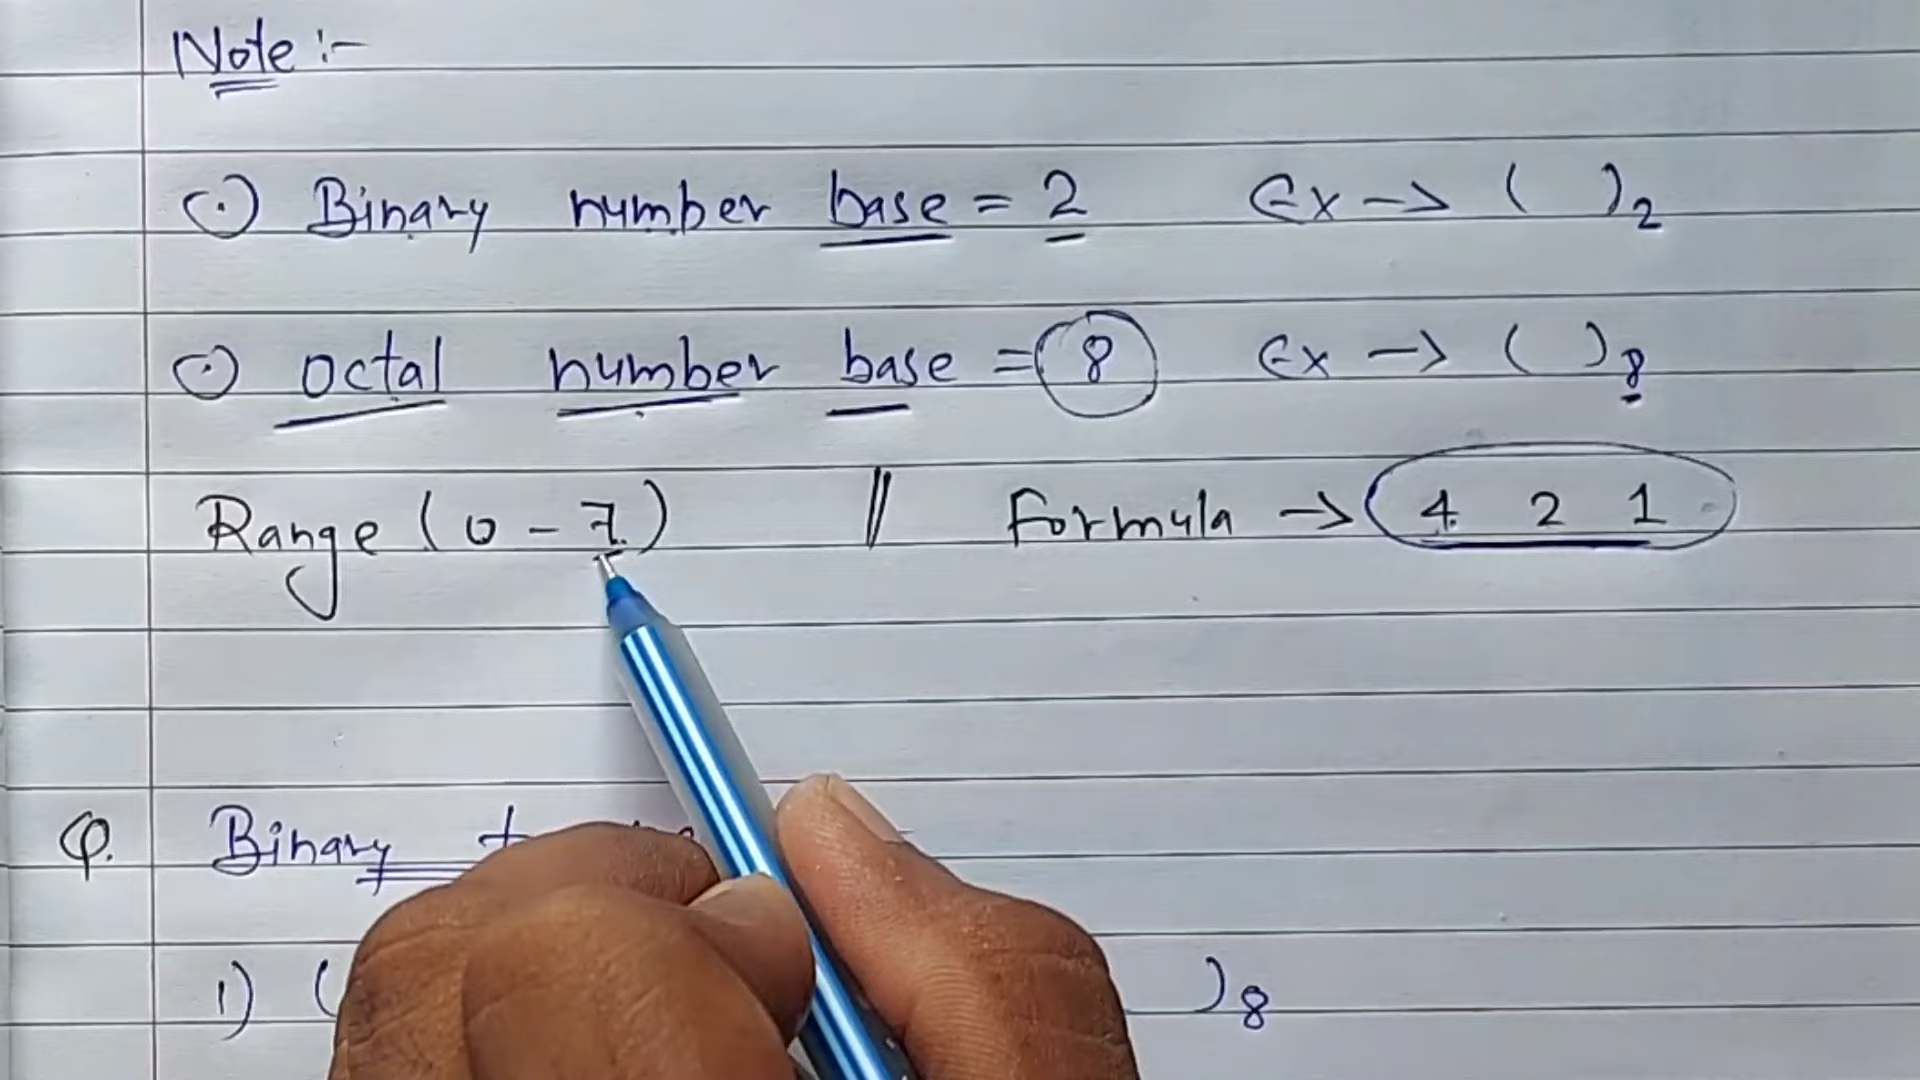 Note :-
⊙ Binary number base = 2 Ex → ( )₂
⊙ octal number base = 8 Ex → ( )₈
Range (0 - 7) || Formula → 4 2 1
Q. Binary
1) ( )₈